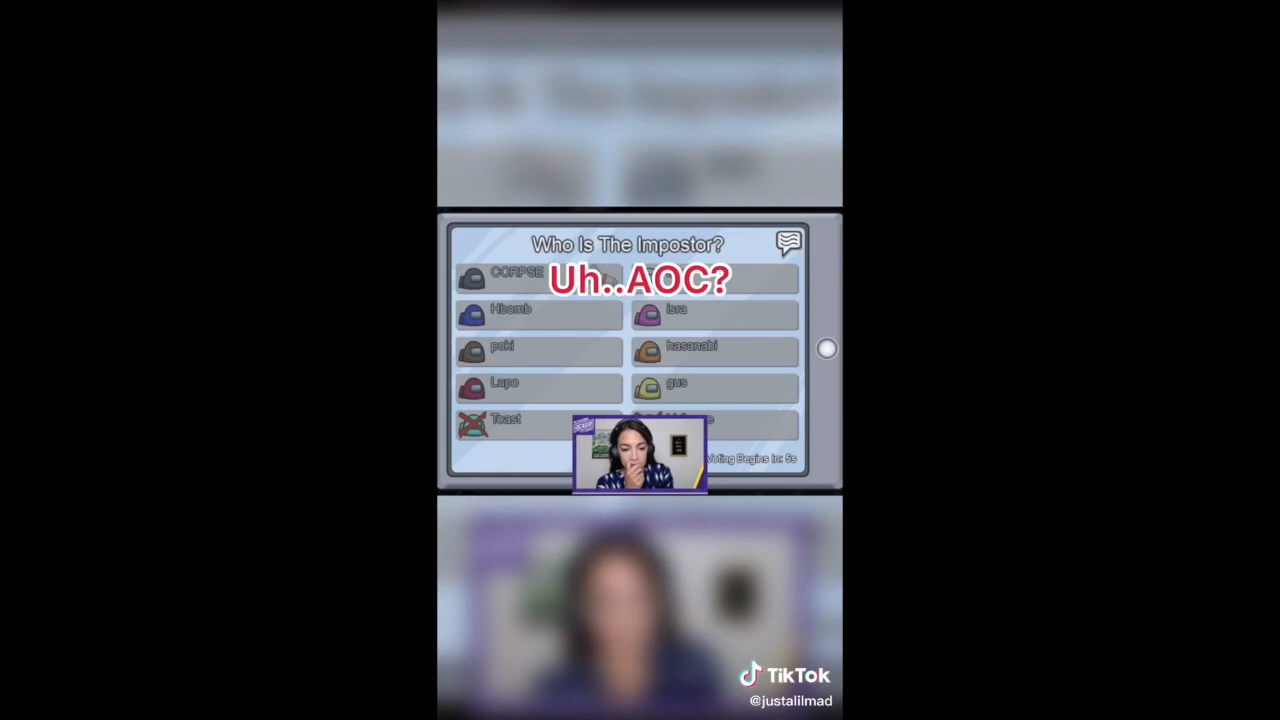 Who Is The Impostor?
CORPSE
Uh..AOC?
Hbomb
isra
poki
hasanabi
Lupo
gus
Toast
Voting Begins In: 5s
TikTok
@justalilmad